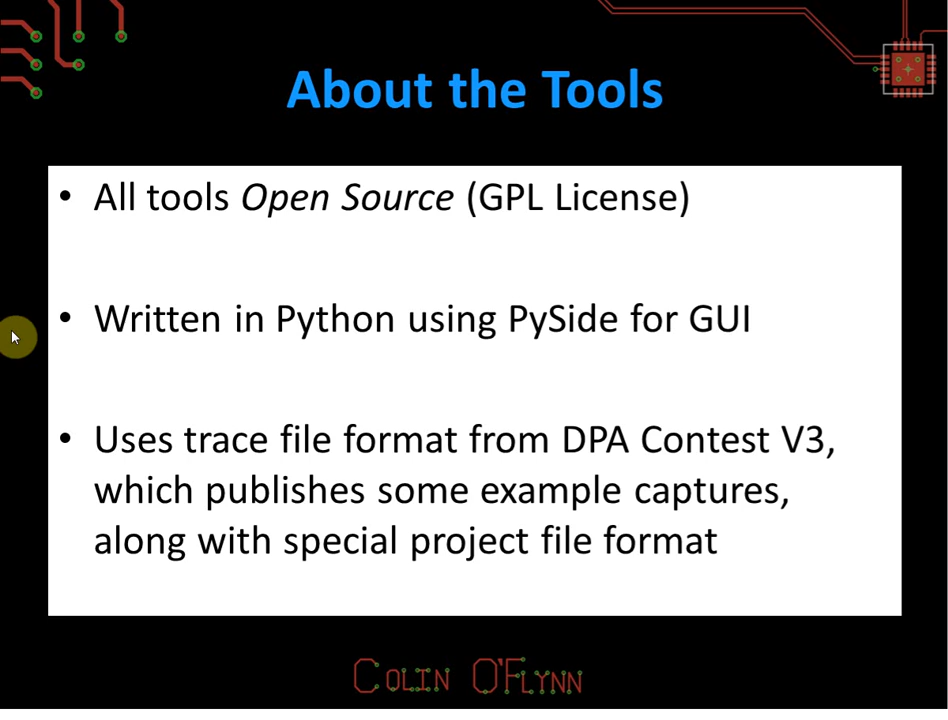 About the Tools
• All tools Open Source (GPL License)
• Written in Python using PySide for GUI
• Uses trace file format from DPA Contest V3,
which publishes some example captures,
along with special project file format
COLIN O'FLYNN